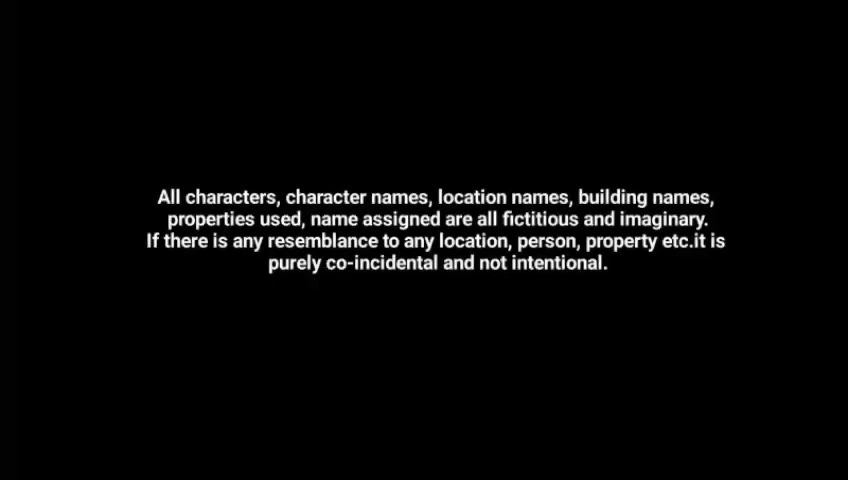 All characters, character names, location names, building names,
properties used, name assigned are all fictitious and imaginary.
If there is any resemblance to any location, person, property etc.it is
purely co-incidental and not intentional.